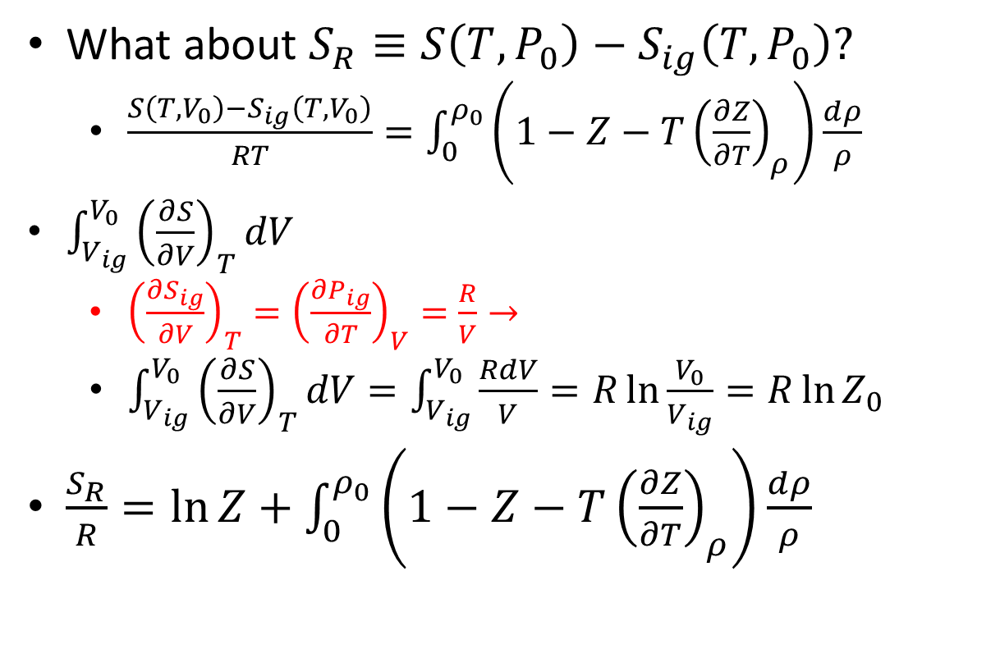 • What about $S_R \equiv S(T, P_0) - S_{ig}(T, P_0)$?
• $\frac{S(T,V_0)-S_{ig}(T,V_0)}{RT} = \int_0^{\rho_0} \left(1 - Z - T\left(\frac{\partial Z}{\partial T}\right)_\rho\right) \frac{d\rho}{\rho}$
• $\int_{V_{ig}}^{V_0} \left(\frac{\partial S}{\partial V}\right)_T dV$
• $\left(\frac{\partial S_{ig}}{\partial V}\right)_T = \left(\frac{\partial P_{ig}}{\partial T}\right)_V = \frac{R}{V} \rightarrow$
• $\int_{V_{ig}}^{V_0} \left(\frac{\partial S}{\partial V}\right)_T dV = \int_{V_{ig}}^{V_0} \frac{RdV}{V} = R \ln \frac{V_0}{V_{ig}} = R \ln Z_0$
• $\frac{S_R}{R} = \ln Z + \int_0^{\rho_0} \left(1 - Z - T\left(\frac{\partial Z}{\partial T}\right)_\rho\right) \frac{d\rho}{\rho}$